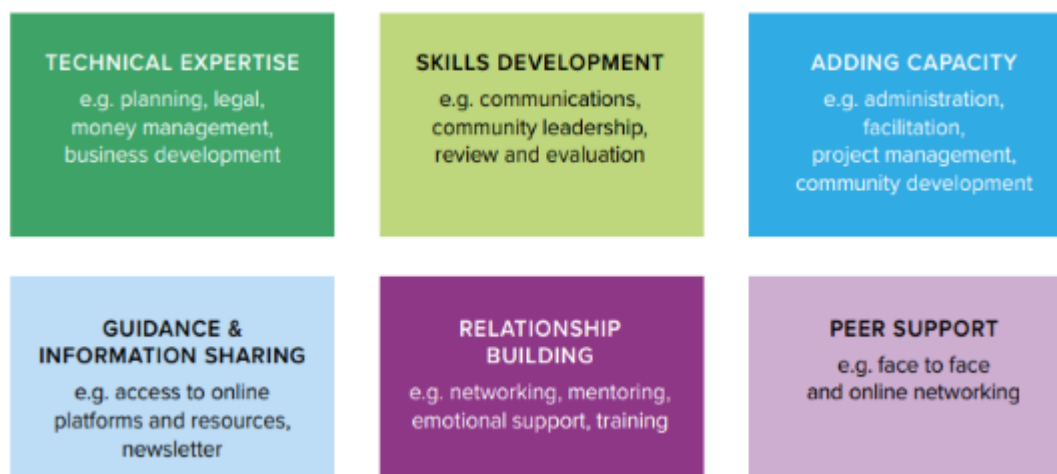 TECHNICAL EXPERTISE
e.g. planning, legal,
money management,
business development
SKILLS DEVELOPMENT
e.g. communications,
community leadership,
review and evaluation
ADDING CAPACITY
e.g. administration,
facilitation,
project management,
community development
GUIDANCE &
INFORMATION SHARING
e.g. access to online
platforms and resources,
newsletter
RELATIONSHIP
BUILDING
e.g. networking, mentoring,
emotional support, training
PEER SUPPORT
e.g. face to face
and online networking